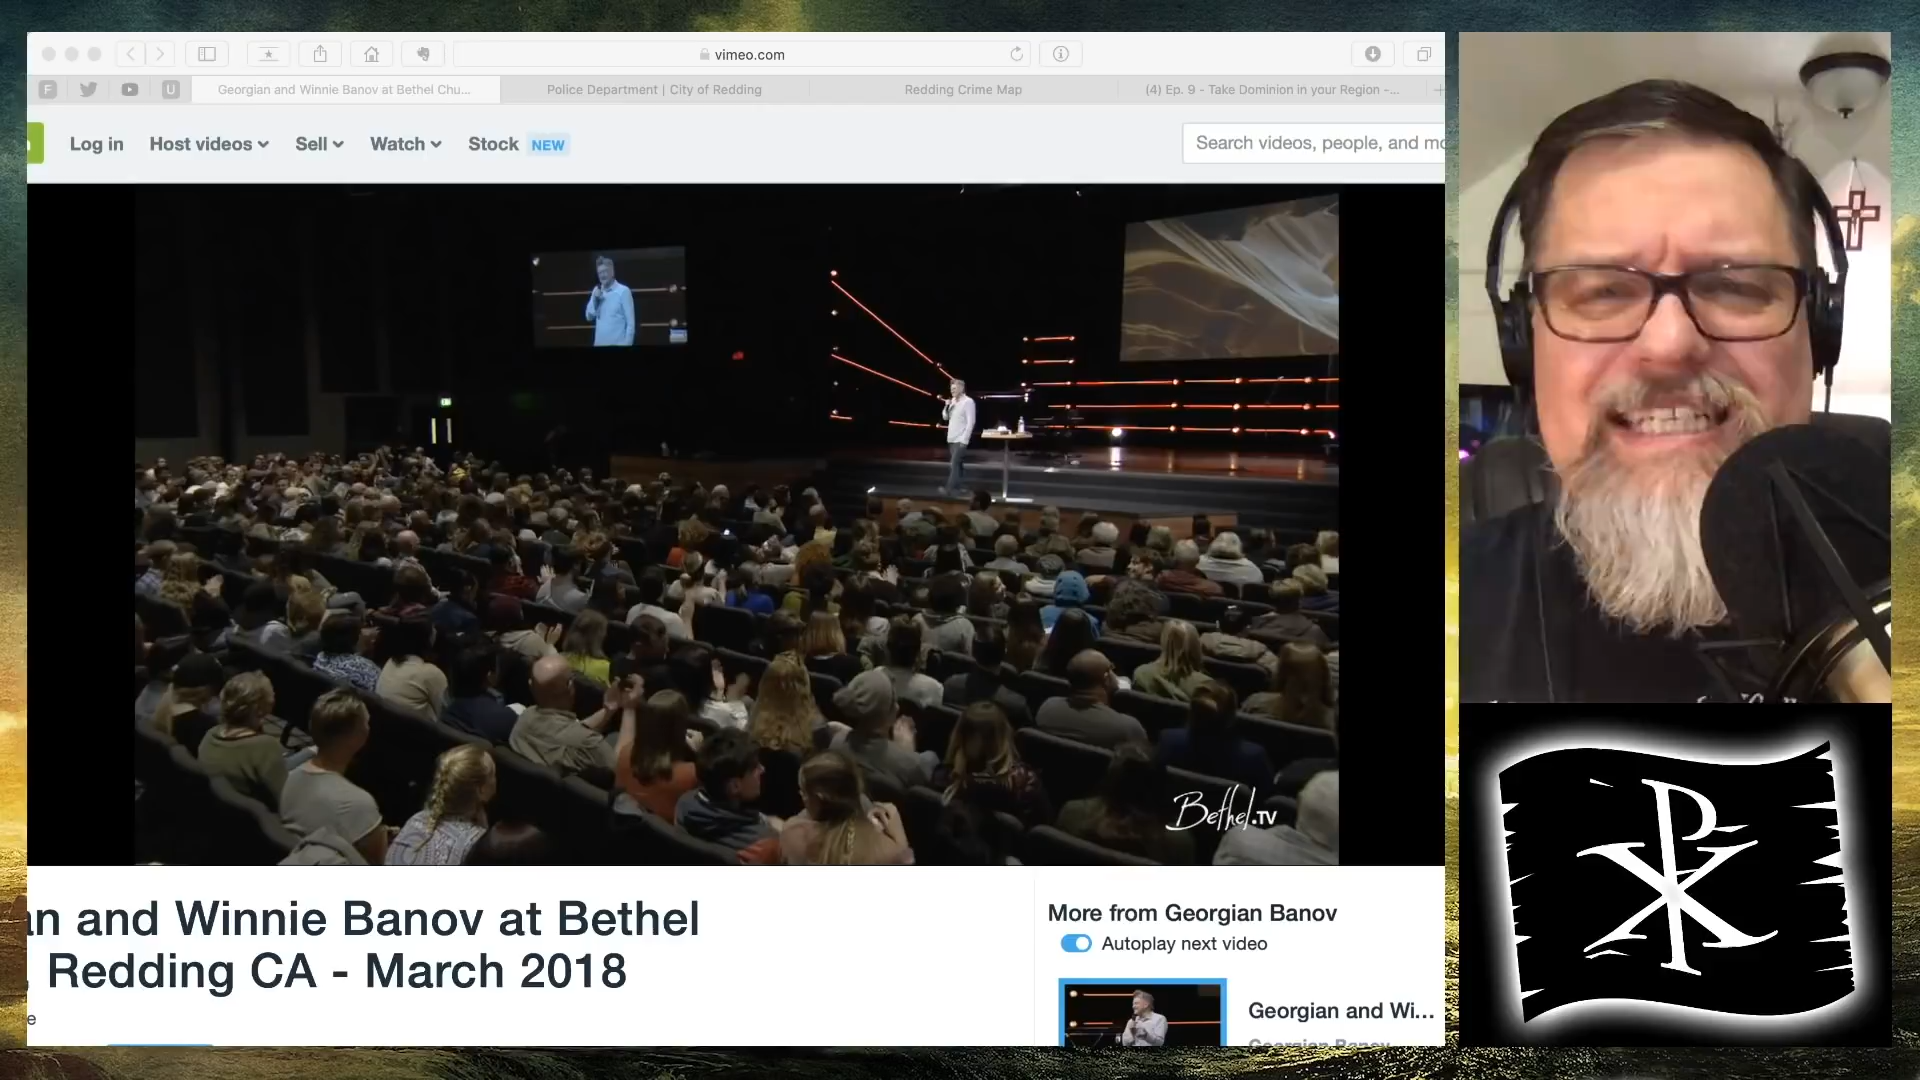 vimeo.com
F
U
Georgian and Winnie Banov at Bethel Chu...
Police Department | City of Redding
Redding Crime Map
(4) Ep. 9 - Take Dominion in your Region -...
Log in
Host videos
Sell
Watch
Stock NEW
Search videos, people, and mo
Bethel.TV
an and Winnie Banov at Bethel
Redding CA - March 2018
e
More from Georgian Banov
Autoplay next video
Georgian and Wi...
Georgian Banov